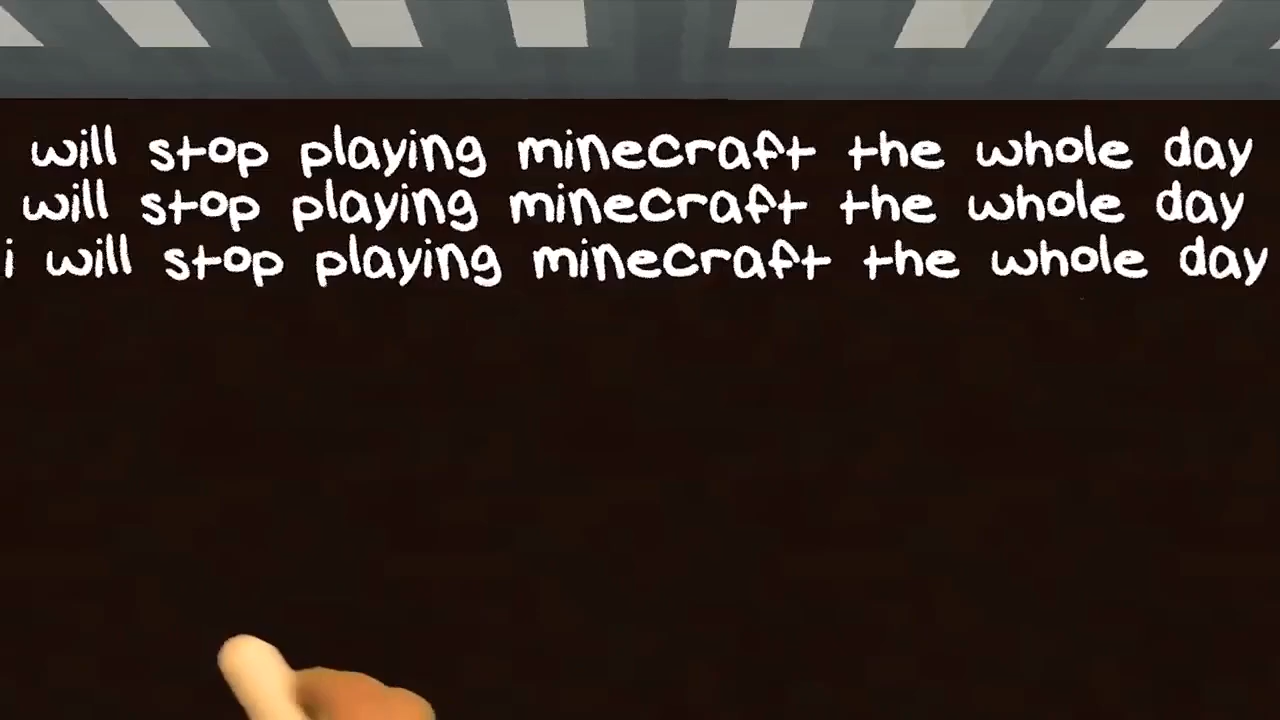 will stop playing minecraft the whole day
will stop playing minecraft the whole day
i will stop playing minecraft the whole day